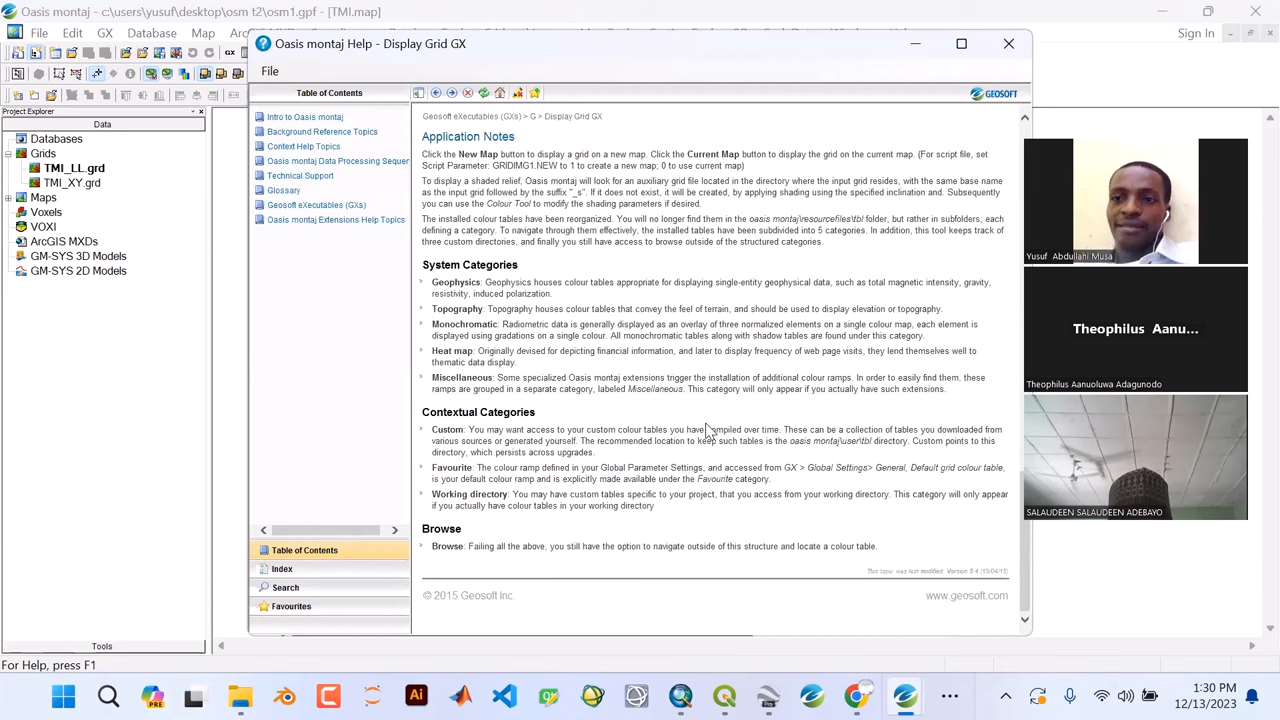 Oasis montaj - c:\users\yusuf\desktop\osm t2\osm1.gpf - [TMI.map]
File Edit GX Database Map
Sign In
Oasis montaj Help - Display Grid GX
File
Table of Contents
GEOSOFT
GX
Project Explorer
Data
Databases
Grids
TMI_LL.grd
TMI_XY.grd
Maps
Voxels
VOXI
ArcGIS MXDs
GM-SYS 3D Models
GM-SYS 2D Models
Tools
For Help, press F1
Intro to Oasis montaj
Background Reference Topics
Context Help Topics
Oasis montaj Data Processing Sequer
Technical Support
Glossary
Geosoft eXecutables (GXs)
Oasis montaj Extensions Help Topics
Table of Contents
Index
Search
Favourites
Geosoft eXecutables (GXs) > G > Display Grid GX
Application Notes
Click the New Map button to display a grid on a new map. Click the Current Map button to display the grid on the current map. (For script file, set
Script Parameter: GRIDIMG1.NEW to 1 to create a new map; 0 to use current map)
To display a shaded relief, Oasis montaj will look for an auxiliary grid file located in the directory where the input grid resides, with the same base name
as the input grid followed by the suffix "_s". If it does not exist, it will be created, by applying shading using the specified inclination and. Subsequently
you can use the Colour Tool to modify the shading parameters if desired.
The installed colour tables have been reorganized. You will no longer find them in the oasis montaj\resourcefiles\tbl folder, but rather in subfolders; each
defining a category. To navigate through them effectively, the installed tables have been subdivided into 5 categories. In addition, this tool keeps track of
three custom directories, and finally you still have access to browse outside of the structured categories.
System Categories
Geophysics: Geophysics houses colour tables appropriate for displaying single-entity geophysical data, such as total magnetic intensity, gravity,
resistivity, induced polarization.
Topography: Topography houses colour tables that convey the feel of terrain, and should be used to display elevation or topography.
Monochromatic: Radiometric data is generally displayed as an overlay of three normalized elements on a single colour map, each element is
displayed using gradations on a single colour. All monochromatic tables along with shadow tables are found under this category.
Heat map: Originally devised for depicting financial information, and later to display frequency of web page visits, they lend themselves well to
thematic data display.
Miscellaneous: Some specialized Oasis montaj extensions trigger the installation of additional colour ramps. In order to easily find them, these
ramps are grouped in a separate category, labeled Miscellaneous. This category will only appear if you actually have such extensions.
Contextual Categories
Custom: You may want access to your custom colour tables you have compiled over time. These can be a collection of tables you downloaded from
various sources or generated yourself. The recommended location to keep such tables is the oasis montaj\user\tbl directory. Custom points to this
directory, which persists across upgrades.
Favourite: The colour ramp defined in your Global Parameter Settings, and accessed from GX > Global Settings> General, Default grid colour table,
is your default colour ramp and is explicitly made available under the Favourite category.
Working directory: You may have custom tables specific to your project, that you access from your working directory. This category will only appear
if you actually have colour tables in your working directory
Browse
Browse: Failing all the above, you still have the option to navigate outside of this structure and locate a colour table.
This topic was last modified: Version 8.4 (15/04/15)
© 2015 Geosoft Inc.
www.geosoft.com
Yusuf Abdullahi Musa
Theophilus Aanu...
Theophilus Aanuoluwa Adagunodo
SALAUDEEN SALAUDEEN ADEBAYO
PRE
Ai
Pro
1:30 PM
12/13/2023